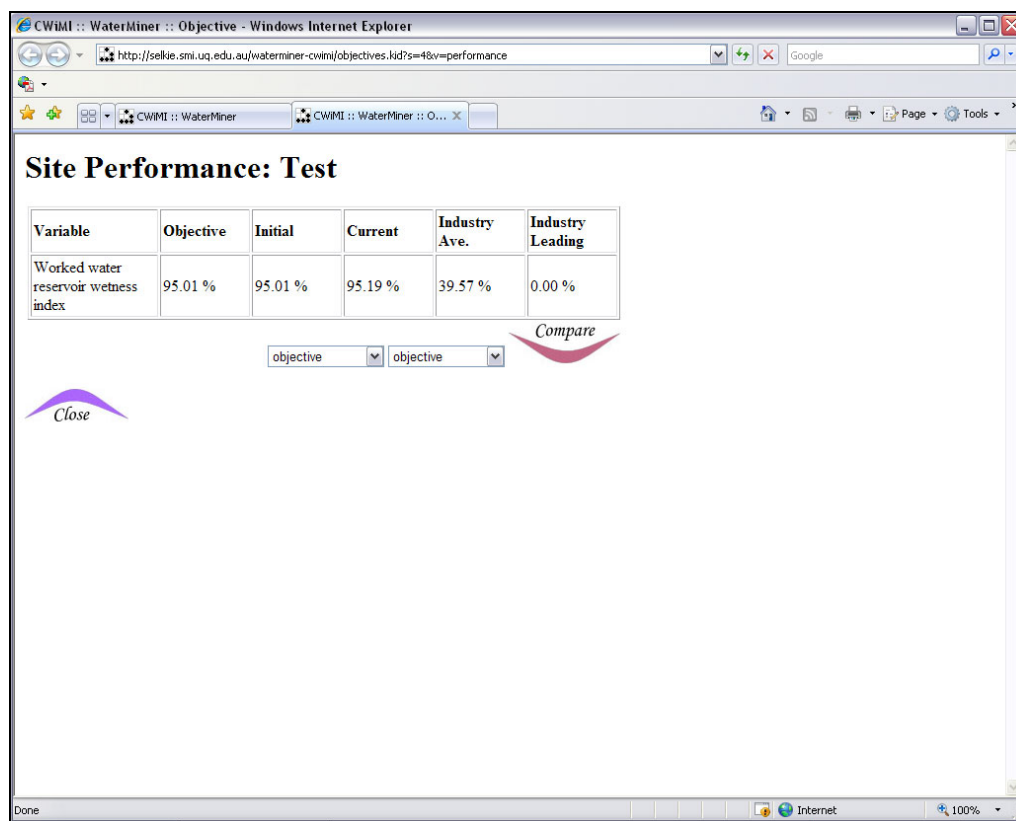 CWiMI :: WaterMiner :: Objective - Windows Internet Explorer
http://selkie.smi.uq.edu.au/waterminer-cwimi/objectives.kid?s=4&v=performance
Google
CWiMI :: WaterMiner
CWiMI :: WaterMiner :: O...
Page
Tools
Site Performance: Test
Variable Objective Initial Current Industry Ave. Industry Leading
Worked water reservoir wetness index 95.01 % 95.01 % 95.19 % 39.57 % 0.00 %
Compare
objective objective
Close
Done Internet 100%